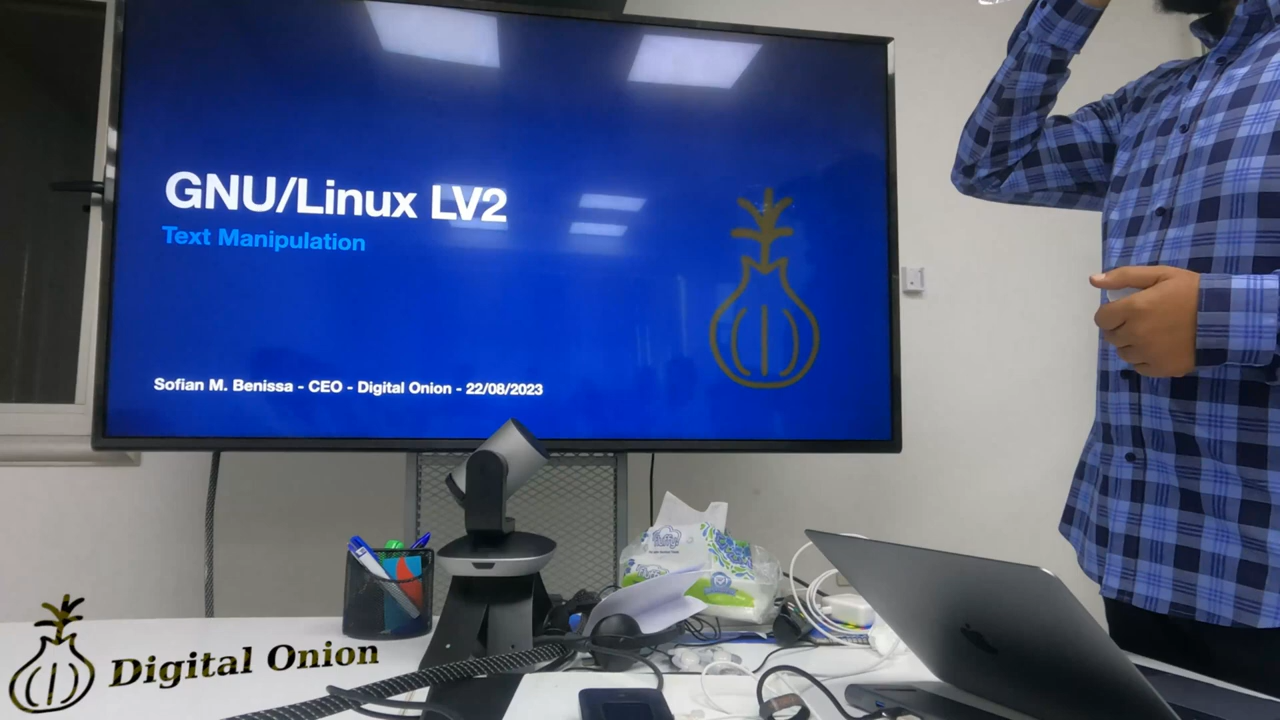 GNU/Linux LV2
Text Manipulation
Sofian M. Benissa - CEO - Digital Onion - 22/08/2023
Digital Onion